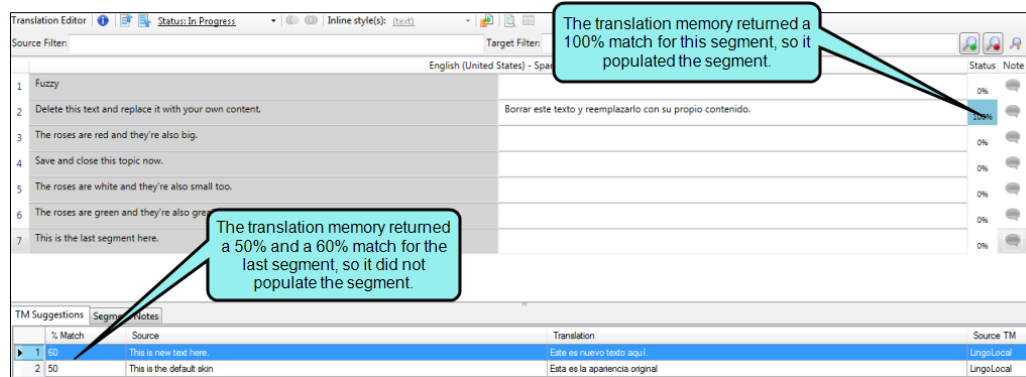 Translation Editor Status: In Progress Inline style(s): (text)
Source Filter: Target Filter:
The translation memory returned a
100% match for this segment, so it
populated the segment.
English (United States) - Spa
Status Note
1 Fuzzy 0%
2 Delete this text and replace it with your own content. Borrar este texto y reemplazarlo con su propio contenido. 100%
3 The roses are red and they're also big. 0%
4 Save and close this topic now. 0%
5 The roses are white and they're also small too. 0%
6 The roses are green and they're also grea 0%
7 This is the last segment here. 0%
The translation memory returned
a 50% and a 60% match for the
last segment, so it did not
populate the segment.
TM Suggestions Segm Notes
% Match Source Translation Source TM
1 60 This is new text here. Este es nuevo texto aquí. LingoLocal
2 50 This is the default skin Esta es la apariencia original LingoLocal